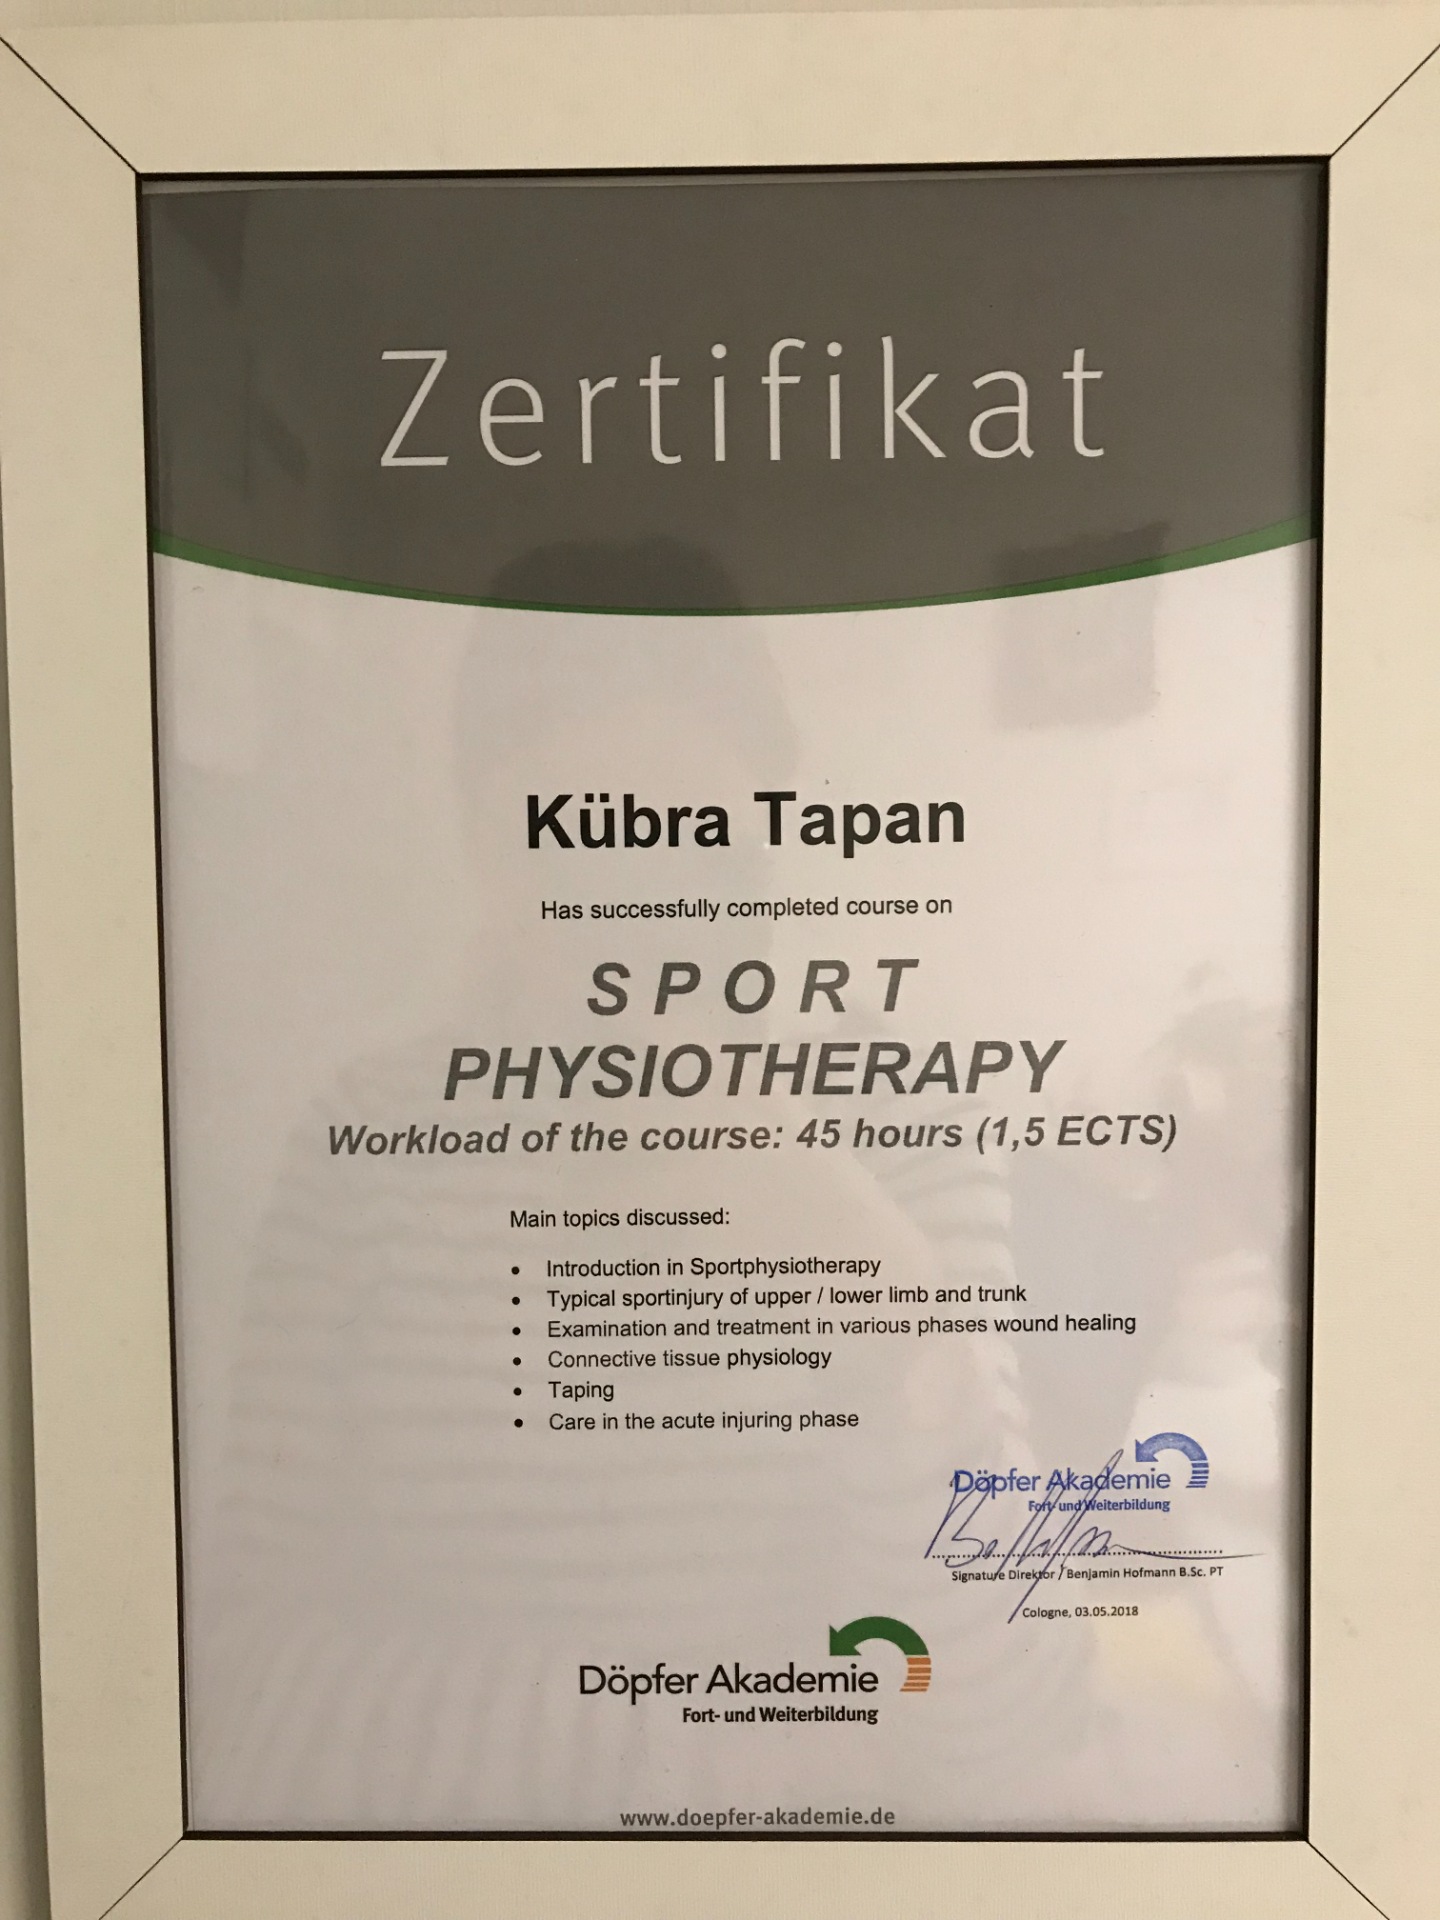 Zertifikat
Kübra Tapan
Has successfully completed course on
SPORT
PHYSIOTHERAPY
Workload of the course: 45 hours (1,5 ECTS)
Main topics discussed:
• Introduction in Sportphysiotherapy
• Typical sportinjury of upper / lower limb and trunk
• Examination and treatment in various phases wound healing
• Connective tissue physiology
• Taping
• Care in the acute injuring phase
Döpfer Akademie
Fort- und Weiterbildung
Signature Direktor / Benjamin Hofmann B.Sc. PT
Cologne, 03.05.2018
Döpfer Akademie
Fort- und Weiterbildung
www.doepfer-akademie.de